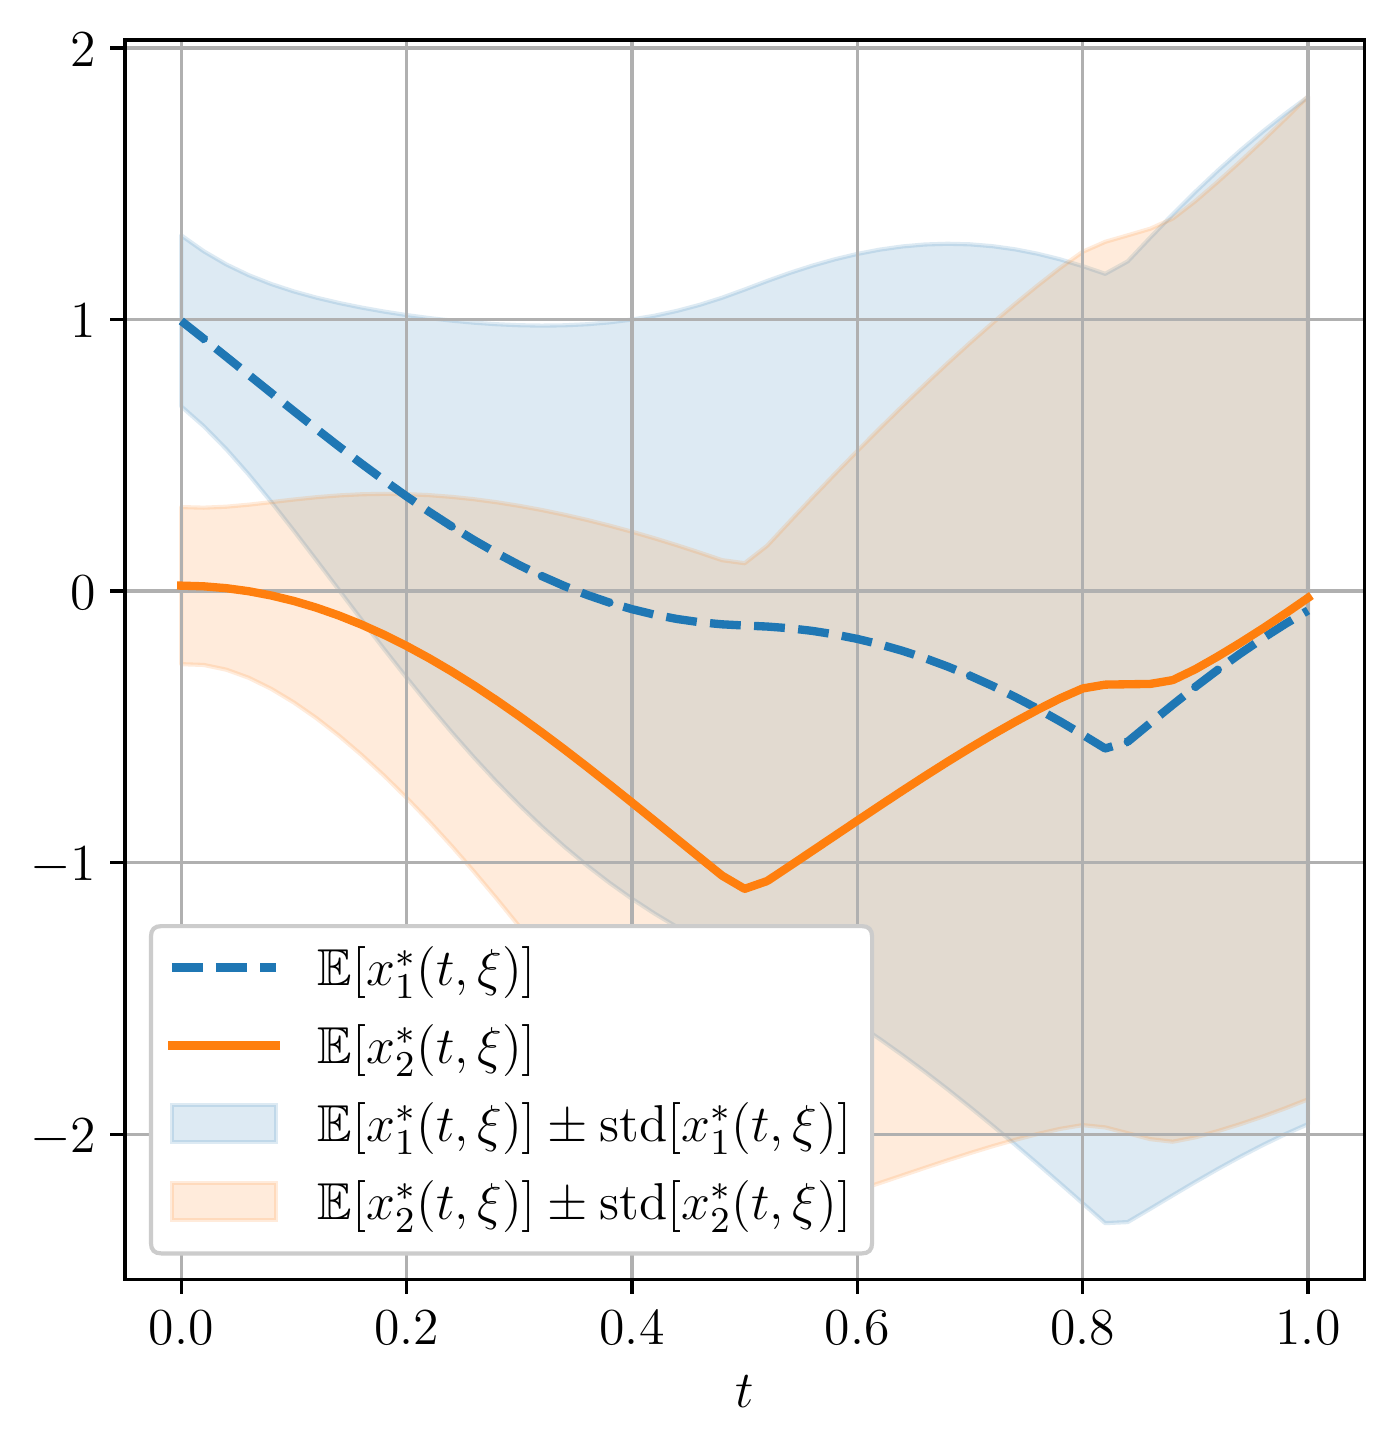 2
1
0
−1
−2
𝔼[x₁*(t, ξ)]
𝔼[x₂*(t, ξ)]
𝔼[x₁*(t, ξ)] ± std[x₁*(t, ξ)]
𝔼[x₂*(t, ξ)] ± std[x₂*(t, ξ)]
0.0 0.2 0.4 0.6 0.8 1.0
t